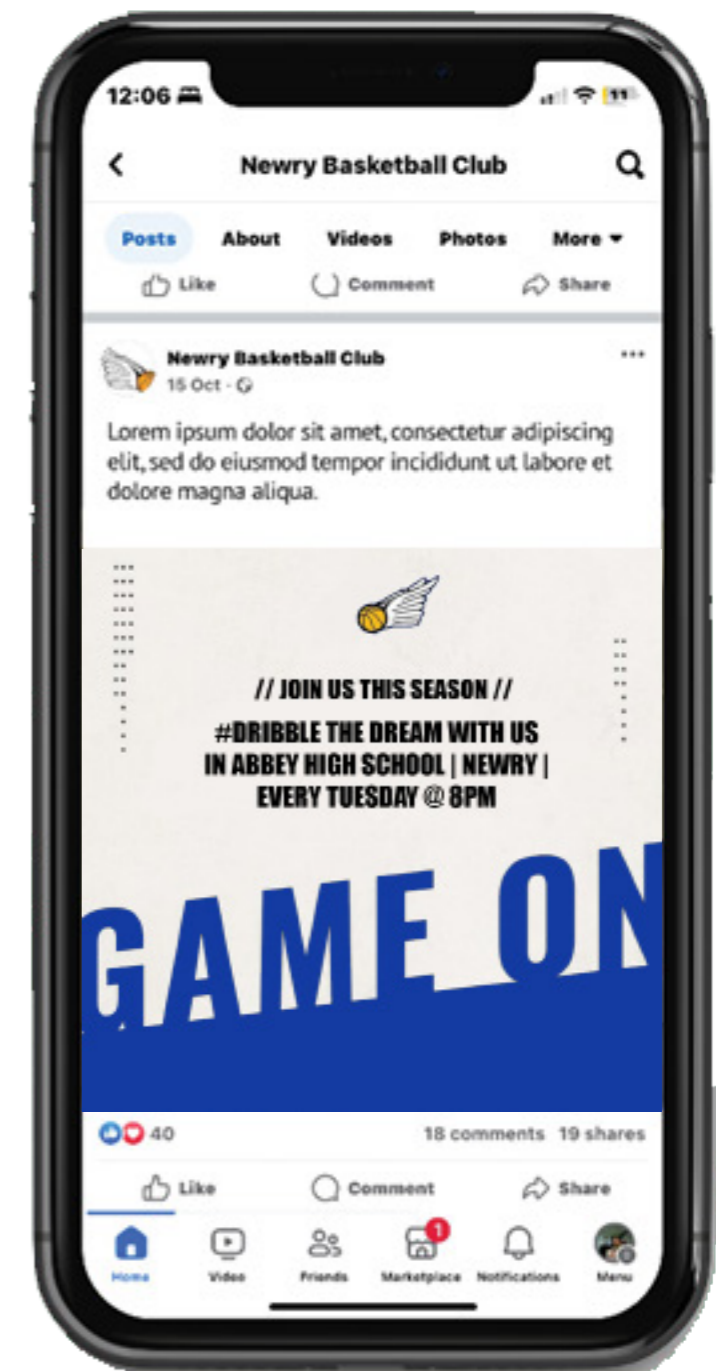 12:06 11
Newry Basketball Club
Posts About Videos Photos More
Like Comment Share
Newry Basketball Club
15 Oct ·
Lorem ipsum dolor sit amet, consectetur adipiscing
elit, sed do eiusmod tempor incididunt ut labore et
dolore magna aliqua.
// JOIN US THIS SEASON //
#DRIBBLE THE DREAM WITH US
IN ABBEY HIGH SCHOOL | NEWRY |
EVERY TUESDAY @ 8PM
GAME ON
40 18 comments 19 shares
Like Comment Share
1
Home Video Friends Marketplace Notifications Menu